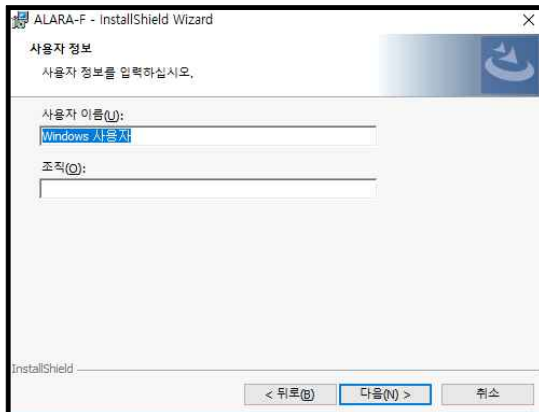 ALARA-F - InstallShield Wizard
사용자 정보
사용자 정보를 입력하십시오.
사용자 이름(U):
Windows 사용자
조직(O):
InstallShield
< 뒤로(B)
다음(N) >
취소